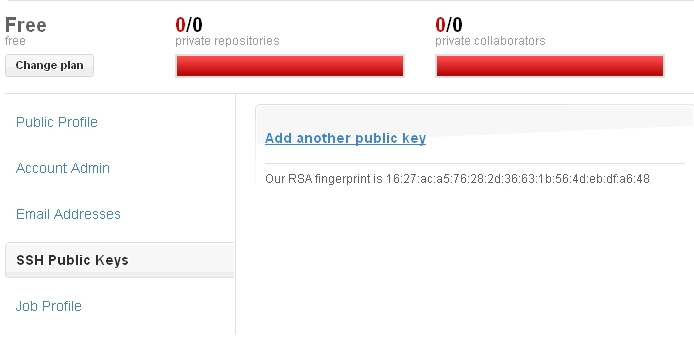 Free
free
Change plan
0/0
private repositories
0/0
private collaborators
Public Profile
Account Admin
Email Addresses
SSH Public Keys
Job Profile
Add another public key
Our RSA fingerprint is 16:27:ac:a5:76:28:2d:36:63:1b:56:4d:eb:df:a6:48